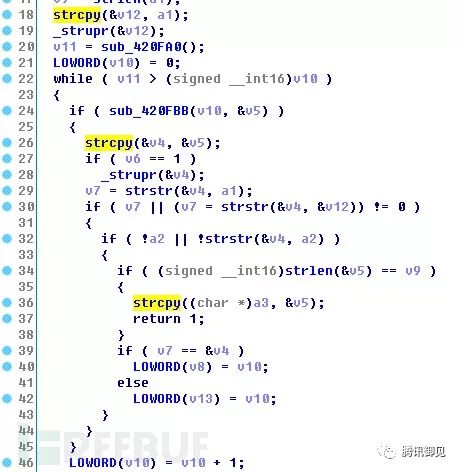 18 strcpy(&v12, a1);
19 _strupr(&v12);
20 v11 = sub_420FA0();
21 LOWORD(v10) = 0;
22 while ( v11 > (signed __int16)v10 )
23 {
24 if ( sub_420FBB(v10, &v5) )
25 {
26 strcpy(&v4, &v5);
27 if ( v6 == 1 )
28 _strupr(&v4);
29 v7 = strstr(&v4, a1);
30 if ( v7 || (v7 = strstr(&v4, &v12)) != 0 )
31 {
32 if ( !a2 || !strstr(&v4, a2) )
33 {
34 if ( (signed __int16)strlen(&v5) == v9 )
35 {
36 strcpy((char *)a3, &v5);
37 return 1;
38 }
39 if ( v7 == &v4 )
40 LOWORD(v8) = v10;
41 else
42 LOWORD(v13) = v10;
43 }
44 }
45 }
46 LOWORD(v10) = v10 + 1;
REEBUF
腾讯御见